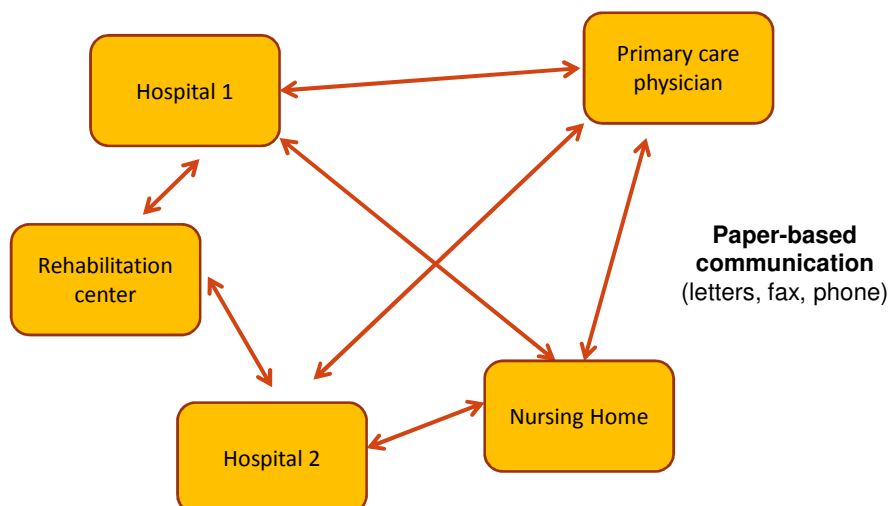 Primary care
physician
Hospital 1
Rehabilitation
center
Paper-based
communication
(letters, fax, phone)
Nursing Home
Hospital 2